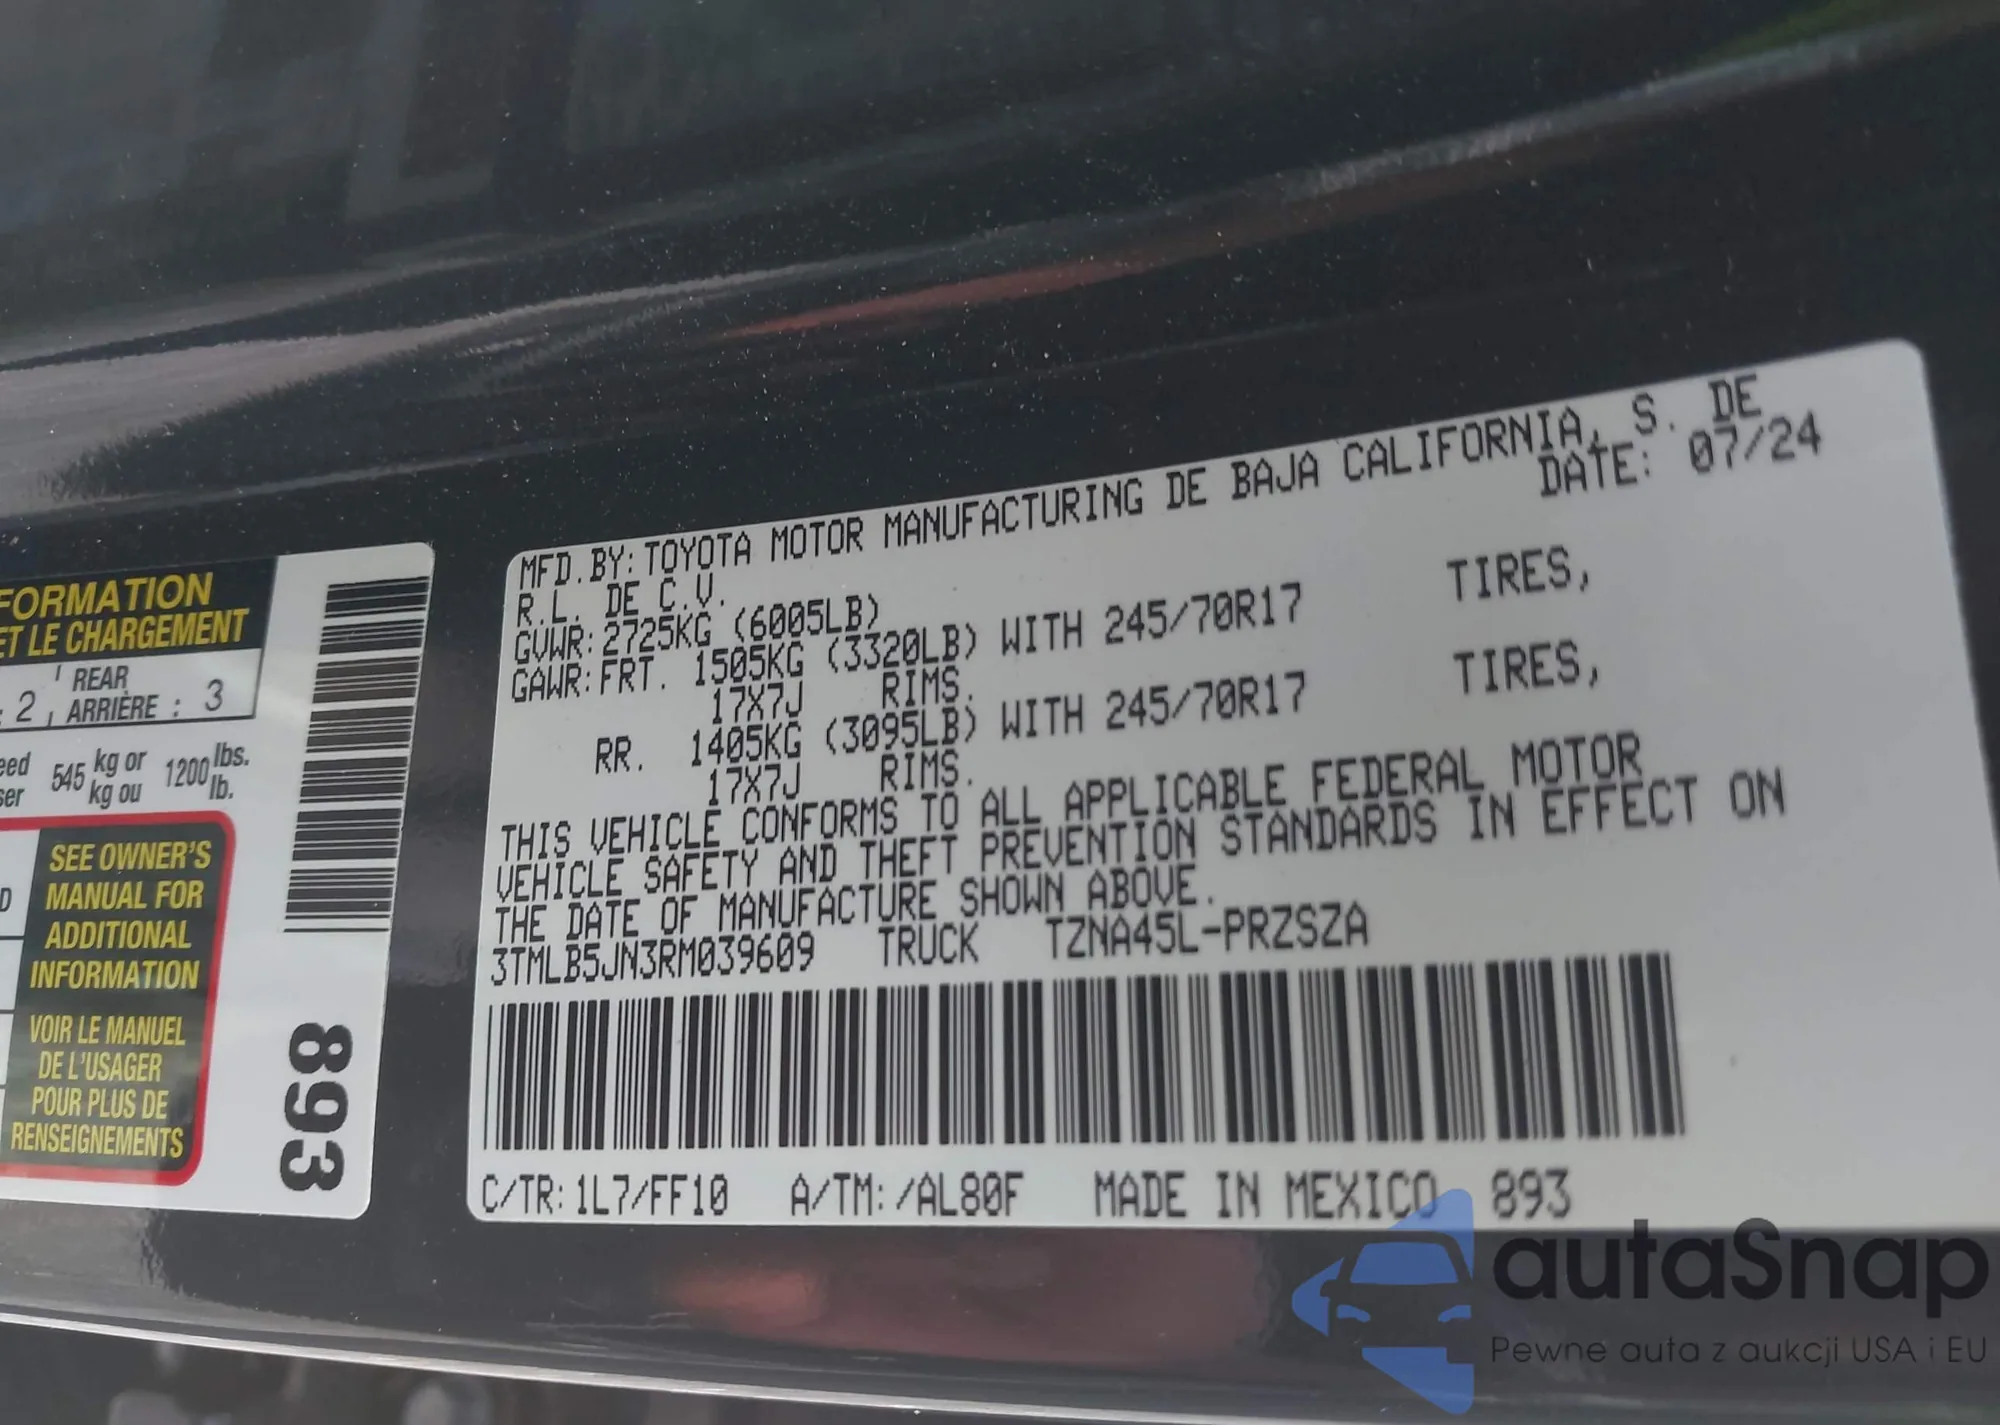 FORMATION
ET LE CHARGEMENT
: 2 REAR
ARRIÈRE : 3
545 kg or 1200 lbs.
kg ou lb.
SEE OWNER'S
MANUAL FOR
ADDITIONAL
INFORMATION
VOIR LE MANUEL
DE L'USAGER
POUR PLUS DE
RENSEIGNEMENTS
893
MFD.BY:TOYOTA MOTOR MANUFACTURING DE BAJA CALIFORNIA, S. DE
R.L. DE C.V. DATE: 07/24
GVWR:2725KG (6005LB)
GAWR:FRT. 1505KG (3320LB) WITH 245/70R17 TIRES,
17X7J RIMS.
RR. 1405KG (3095LB) WITH 245/70R17 TIRES,
17X7J RIMS.
THIS VEHICLE CONFORMS TO ALL APPLICABLE FEDERAL MOTOR
VEHICLE SAFETY AND THEFT PREVENTION STANDARDS IN EFFECT ON
THE DATE OF MANUFACTURE SHOWN ABOVE.
3TMLB5JN3RM039609 TRUCK TZNA45L-PRZSZA
C/TR:1L7/FF10 A/TM:/AL80F MADE IN MEXICO 893
autaSnap
Pewne auta z aukcji USA i EU